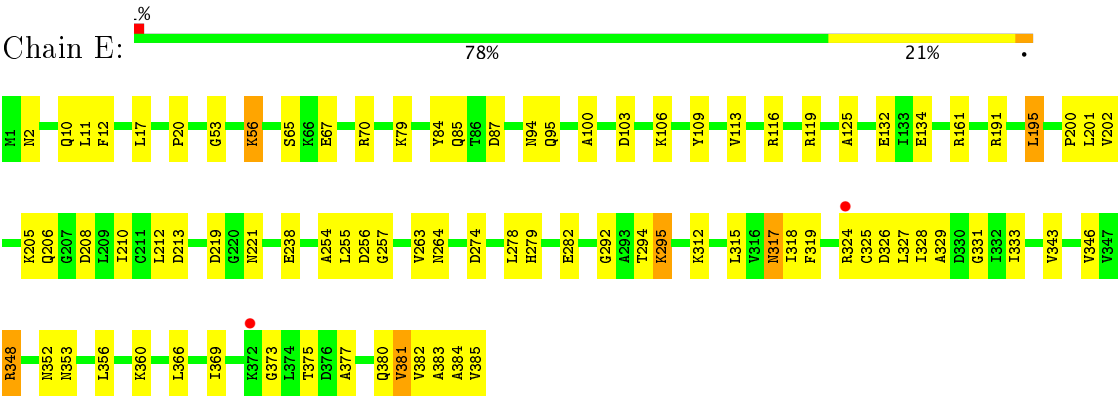 .%
Chain E:
78% 21% •
M1 N2 Q10 L11 F12 L17 P20 G53 K56 S65 K66 E67 R70 K79 Y84 Q85 T86 D87 N94 Q95 A100 D103 K106 Y109 V113 R116 R119 A125 E132 I133 E134 R161 R191 L195 P200 L201 V202
K205 Q206 G207 D208 L209 I210 C211 L212 D213 D219 G220 N221 E238 A254 L255 D256 G257 V263 N264 D274 L278 H279 E282 G292 A293 T294 K295 K312 L315 V316 N317 I318 F319 R324 C325 D326 L327 I328 A329 D330 G331 I332 I333 V343 V346 V347
R348 N352 N353 L356 K360 L366 I369 K372 G373 L374 T375 D376 A377 Q380 V381 V382 A383 A384 V385